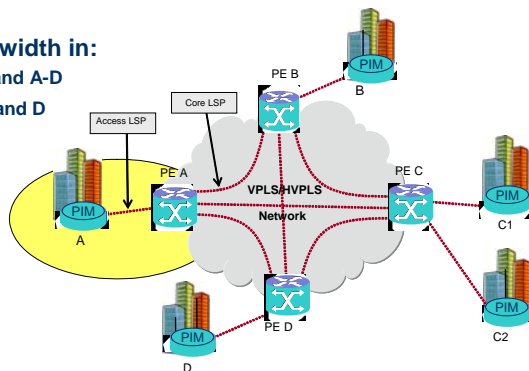 width in:
and A-D
and D
Access LSP
Core LSP
PIM
B
PE B
PE A
VPLS/HVPLS
Network
PE C
PIM
A
PIM
C1
PE D
PIM
D
PIM
C2